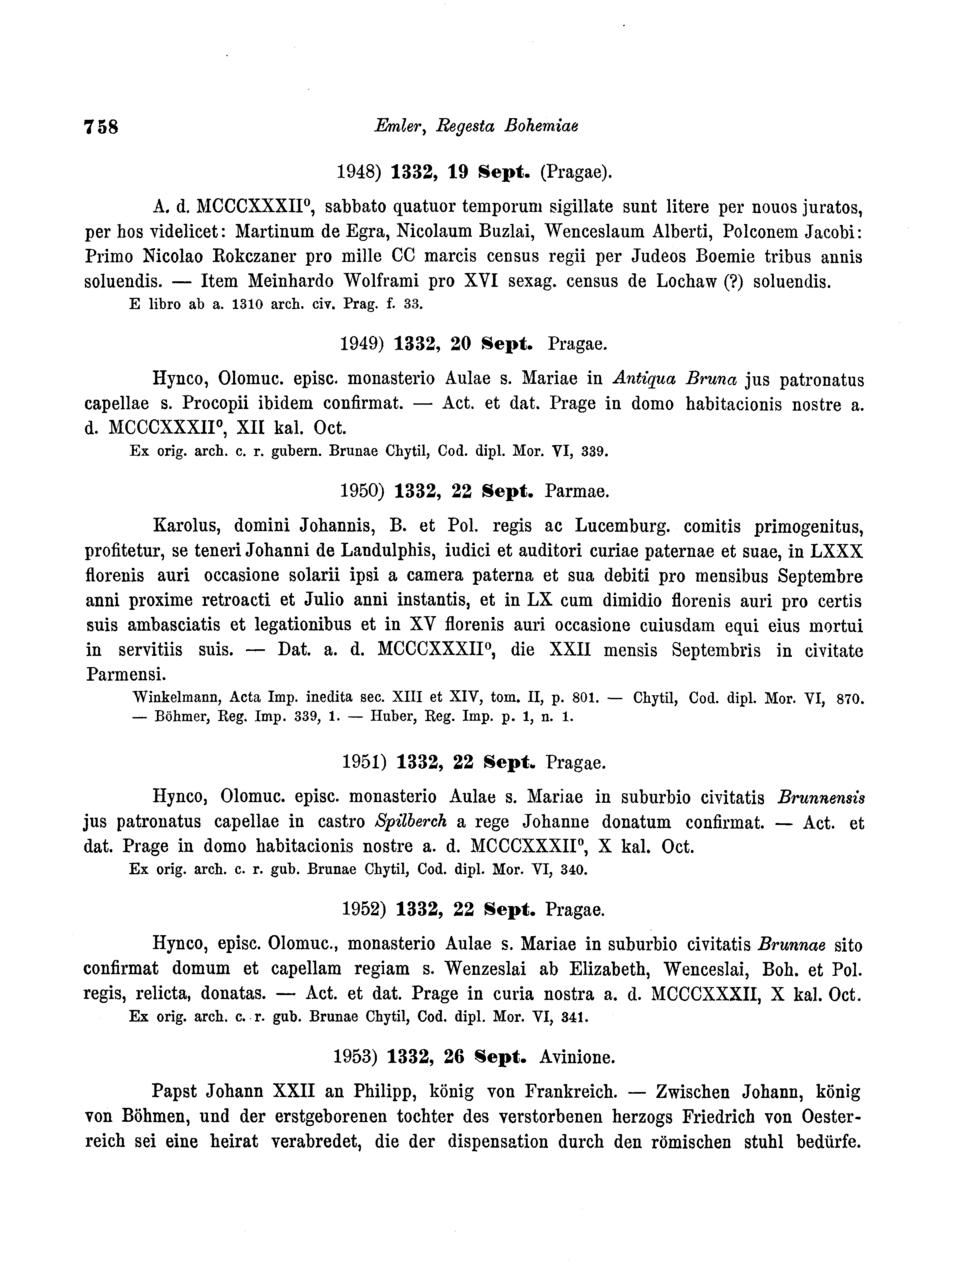 758 Emler, Regesta Bohemiae
1948) 1332, 19 Sept. (Pragae).
A. d. MCCCXXXII⁰, sabbato quatuor temporum sigillate sunt litere per nouos juratos,
per hos videlicet: Martinum de Egra, Nicolaum Buzlai, Wenceslaum Alberti, Polconem Jacobi:
Primo Nicolao Rokczaner pro mille CC marcis census regii per Judeos Boemie tribus annis
soluendis. — Item Meinhardo Wolframi pro XVI sexag. census de Lochaw (?) soluendis.
E libro ab a. 1310 arch. civ. Prag. f. 33.
1949) 1332, 20 Sept. Pragae.
Hynco, Olomuc. episc. monasterio Aulae s. Mariae in Antiqua Bruna jus patronatus
capellae s. Procopii ibidem confirmat. — Act. et dat. Prage in domo habitacionis nostre a.
d. MCCCXXXII⁰, XII kal. Oct.
Ex orig. arch. c. r. gubern. Brunae Chytil, Cod. dipl. Mor. VI, 339.
1950) 1332, 22 Sept. Parmae.
Karolus, domini Johannis, B. et Pol. regis ac Lucemburg. comitis primogenitus,
profitetur, se teneri Johanni de Landulphis, iudici et auditori curiae paternae et suae, in LXXX
florenis auri occasione solarii ipsi a camera paterna et sua debiti pro mensibus Septembre
anni proxime retroacti et Julio anni instantis, et in LX cum dimidio florenis auri pro certis
suis ambasciatis et legationibus et in XV florenis auri occasione cuiusdam equi eius mortui
in servitiis suis. — Dat. a. d. MCCCXXXII⁰, die XXII mensis Septembris in civitate
Parmensi.
Winkelmann, Acta Imp. inedita sec. XIII et XIV, tom. II, p. 801. — Chytil, Cod. dipl. Mor. VI, 870.
— Böhmer, Reg. Imp. 339, 1. — Huber, Reg. Imp. p. 1, n. 1.
1951) 1332, 22 Sept. Pragae.
Hynco, Olomuc. episc. monasterio Aulae s. Mariae in suburbio civitatis Brunnensis
jus patronatus capellae in castro Spilberch a rege Johanne donatum confirmat. — Act. et
dat. Prage in domo habitacionis nostre a. d. MCCCXXXII⁰, X kal. Oct.
Ex orig. arch. c. r. gub. Brunae Chytil, Cod. dipl. Mor. VI, 340.
1952) 1332, 22 Sept. Pragae.
Hynco, episc. Olomuc., monasterio Aulae s. Mariae in suburbio civitatis Brunnae sito
confirmat domum et capellam regiam s. Wenzeslai ab Elizabeth, Wenceslai, Boh. et Pol.
regis, relicta, donatas. — Act. et dat. Prage in curia nostra a. d. MCCCXXXII, X kal. Oct.
Ex orig. arch. c. r. gub. Brunae Chytil, Cod. dipl. Mor. VI, 341.
1953) 1332, 26 Sept. Avinione.
Papst Johann XXII an Philipp, könig von Frankreich. — Zwischen Johann, könig
von Böhmen, und der erstgeborenen tochter des verstorbenen herzogs Friedrich von Oester-
reich sei eine heirat verabredet, die der dispensation durch den römischen stuhl bedürfe.